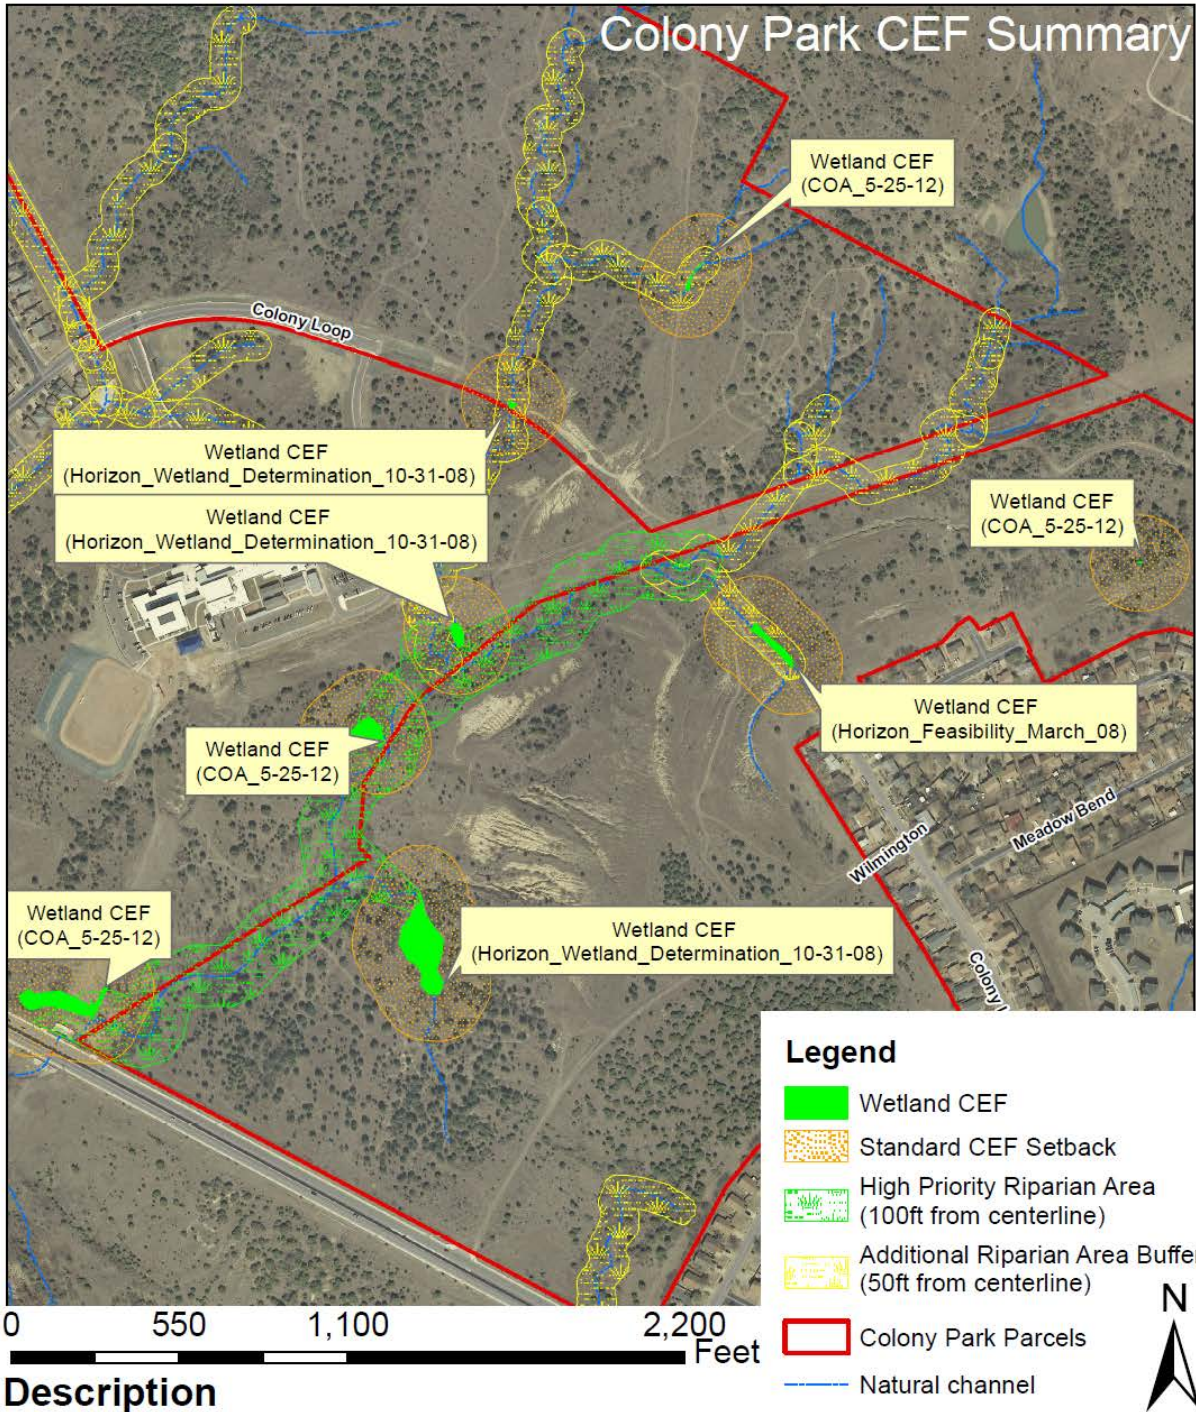 Colony Park CEF Summary
Wetland CEF
(COA_5-25-12)
Colony Loop
Wetland CEF
(Horizon_Wetland_Determination_10-31-08)
Wetland CEF
(Horizon_Wetland_Determination_10-31-08)
Wetland CEF
(COA_5-25-12)
Wetland CEF
(Horizon_Feasibility_March_08)
Wetland CEF
(COA_5-25-12)
Meadow Bend
Wilmington
Wetland CEF
(COA_5-25-12)
Wetland CEF
(Horizon_Wetland_Determination_10-31-08)
Colony
Legend
Wetland CEF
Standard CEF Setback
High Priority Riparian Area
(100ft from centerline)
Additional Riparian Area Buffe
(50ft from centerline)
N
Colony Park Parcels
Natural channel
0 550 1,100 2,200
Feet
Description